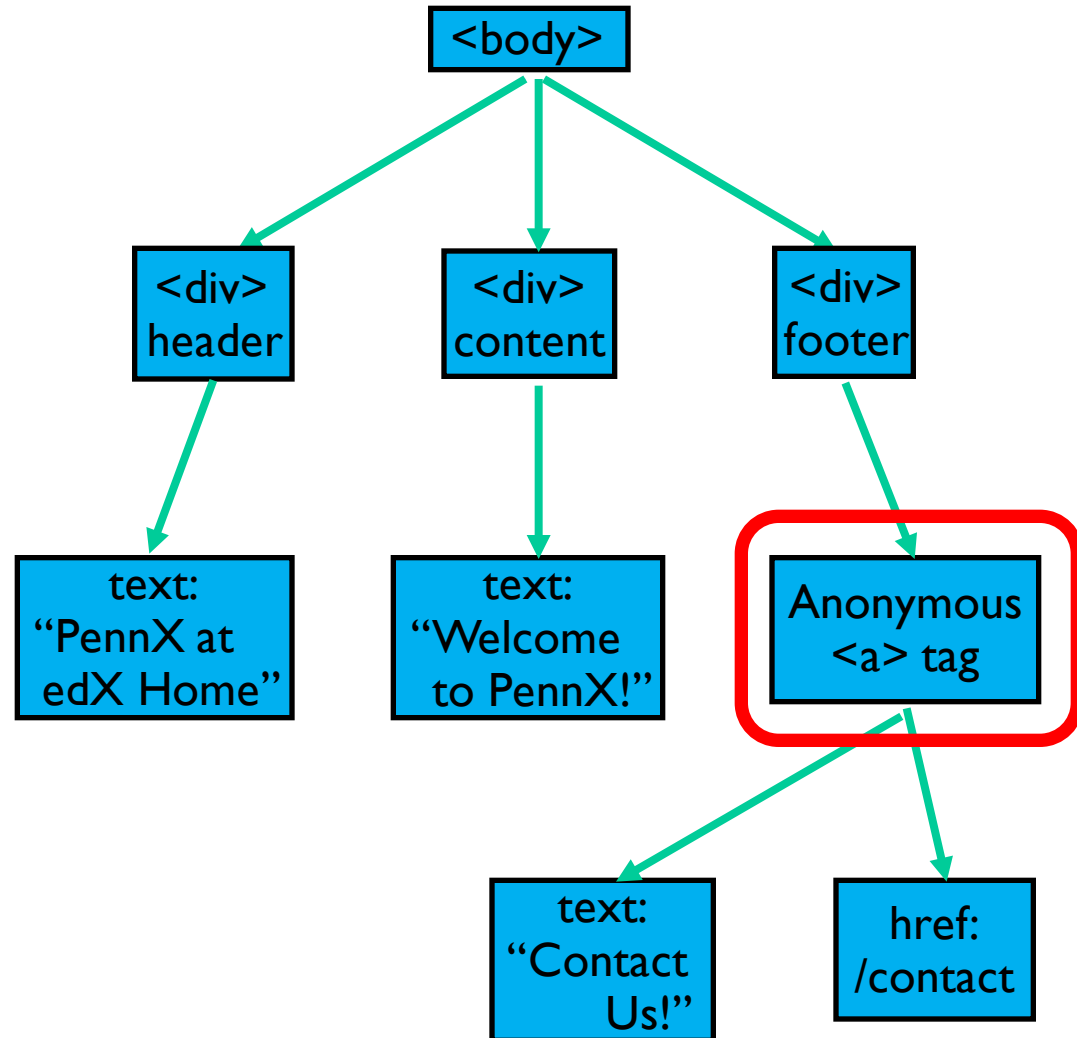 <body>
<div>
header
<div>
content
<div>
footer
text:
“PennX at
edX Home”
text:
“Welcome
to PennX!”
Anonymous
<a> tag
text:
“Contact
Us!”
href:
/contact